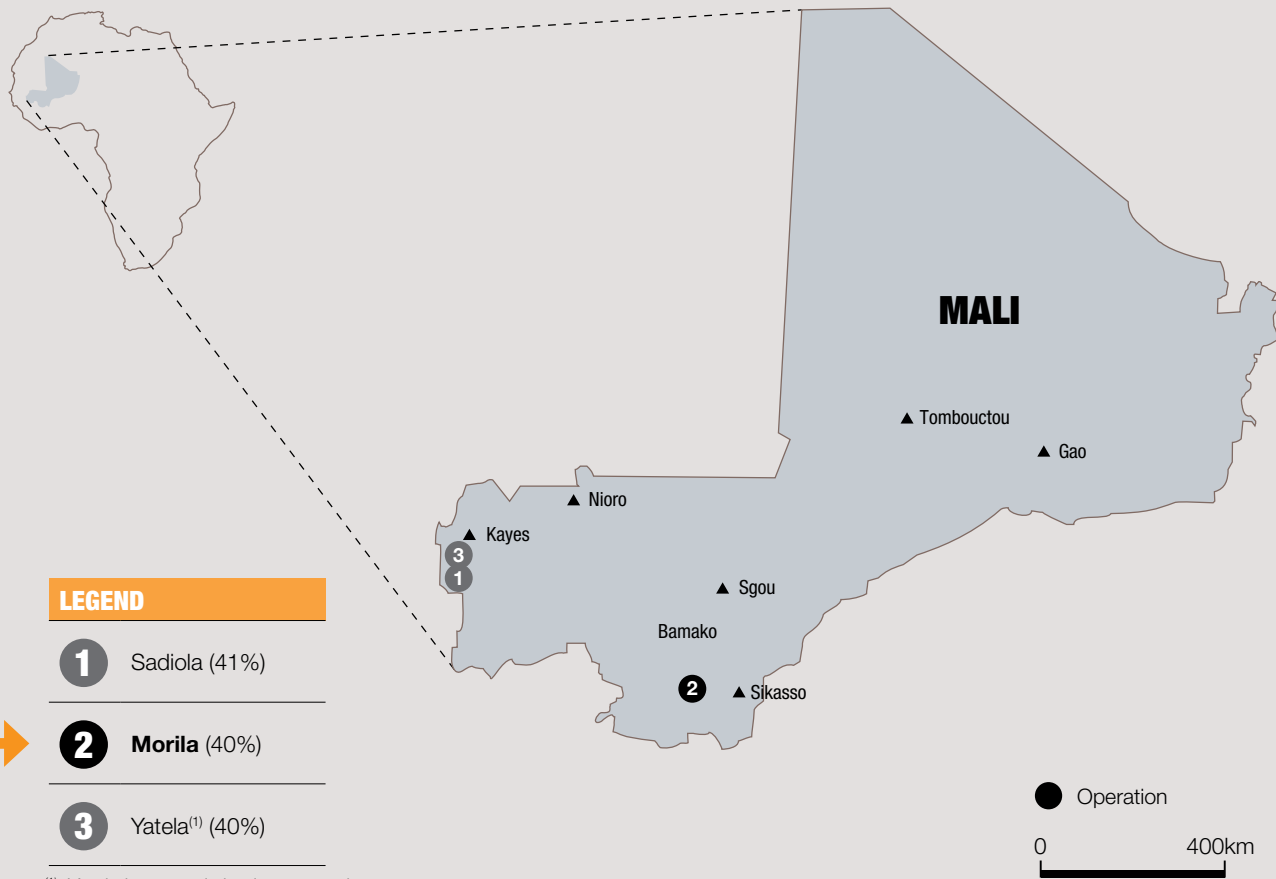 MALI
Tombouctou
Gao
Nioro
Kayes
3
1
Sgou
Bamako
2
Sikasso
LEGEND
1 Sadiola (41%)
2 Morila (40%)
3 Yatela(1) (40%)
Operation
0 400km